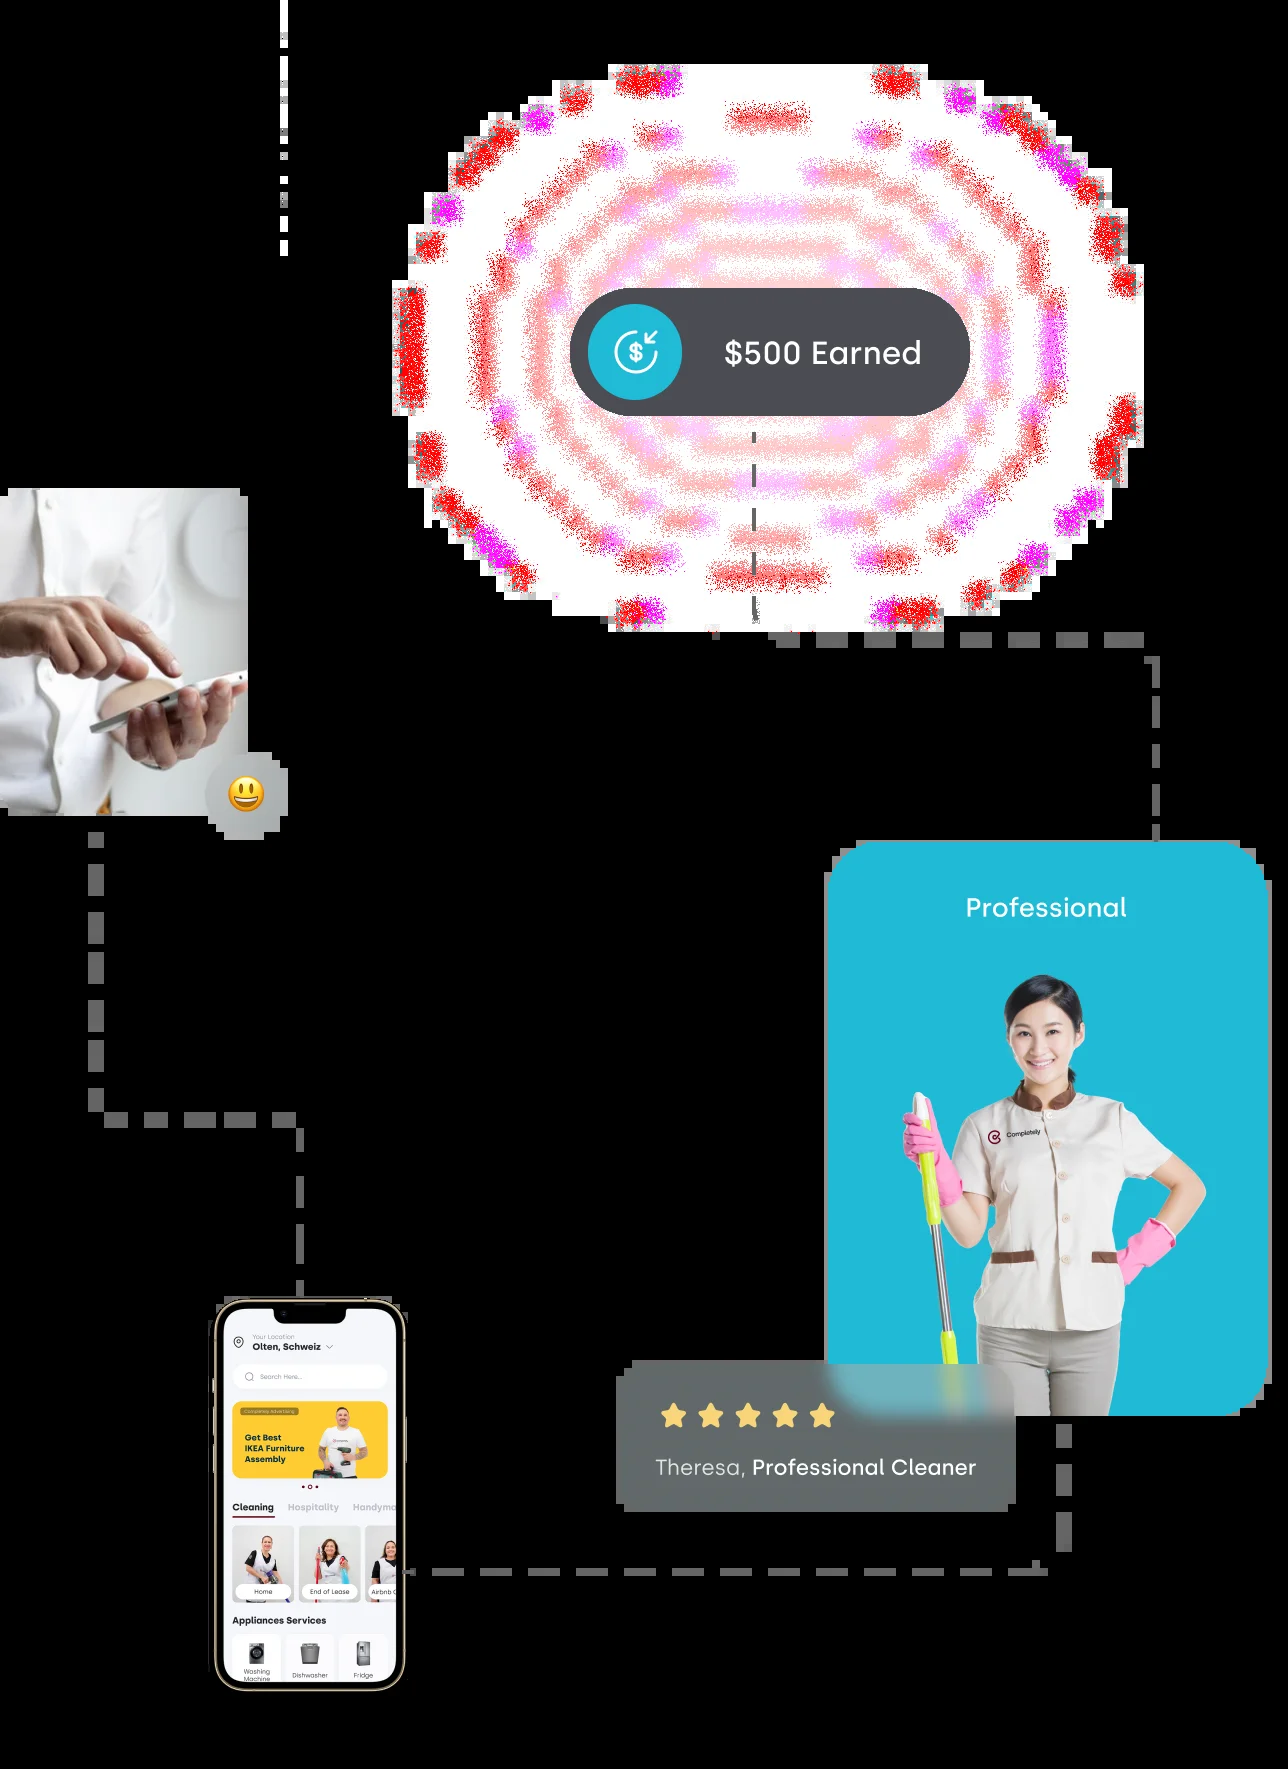 $500 Earned
Professional
Completely
Your Location
Olten, Schweiz
Search Here...
Completely Advertising
Get Best
IKEA Furniture
Assembly
Cleaning Hospitality Handyma
Home End of Lease Airbnb C
Appliances Services
Washing
Machine
Dishwasher
Fridge
Theresa, Professional Cleaner